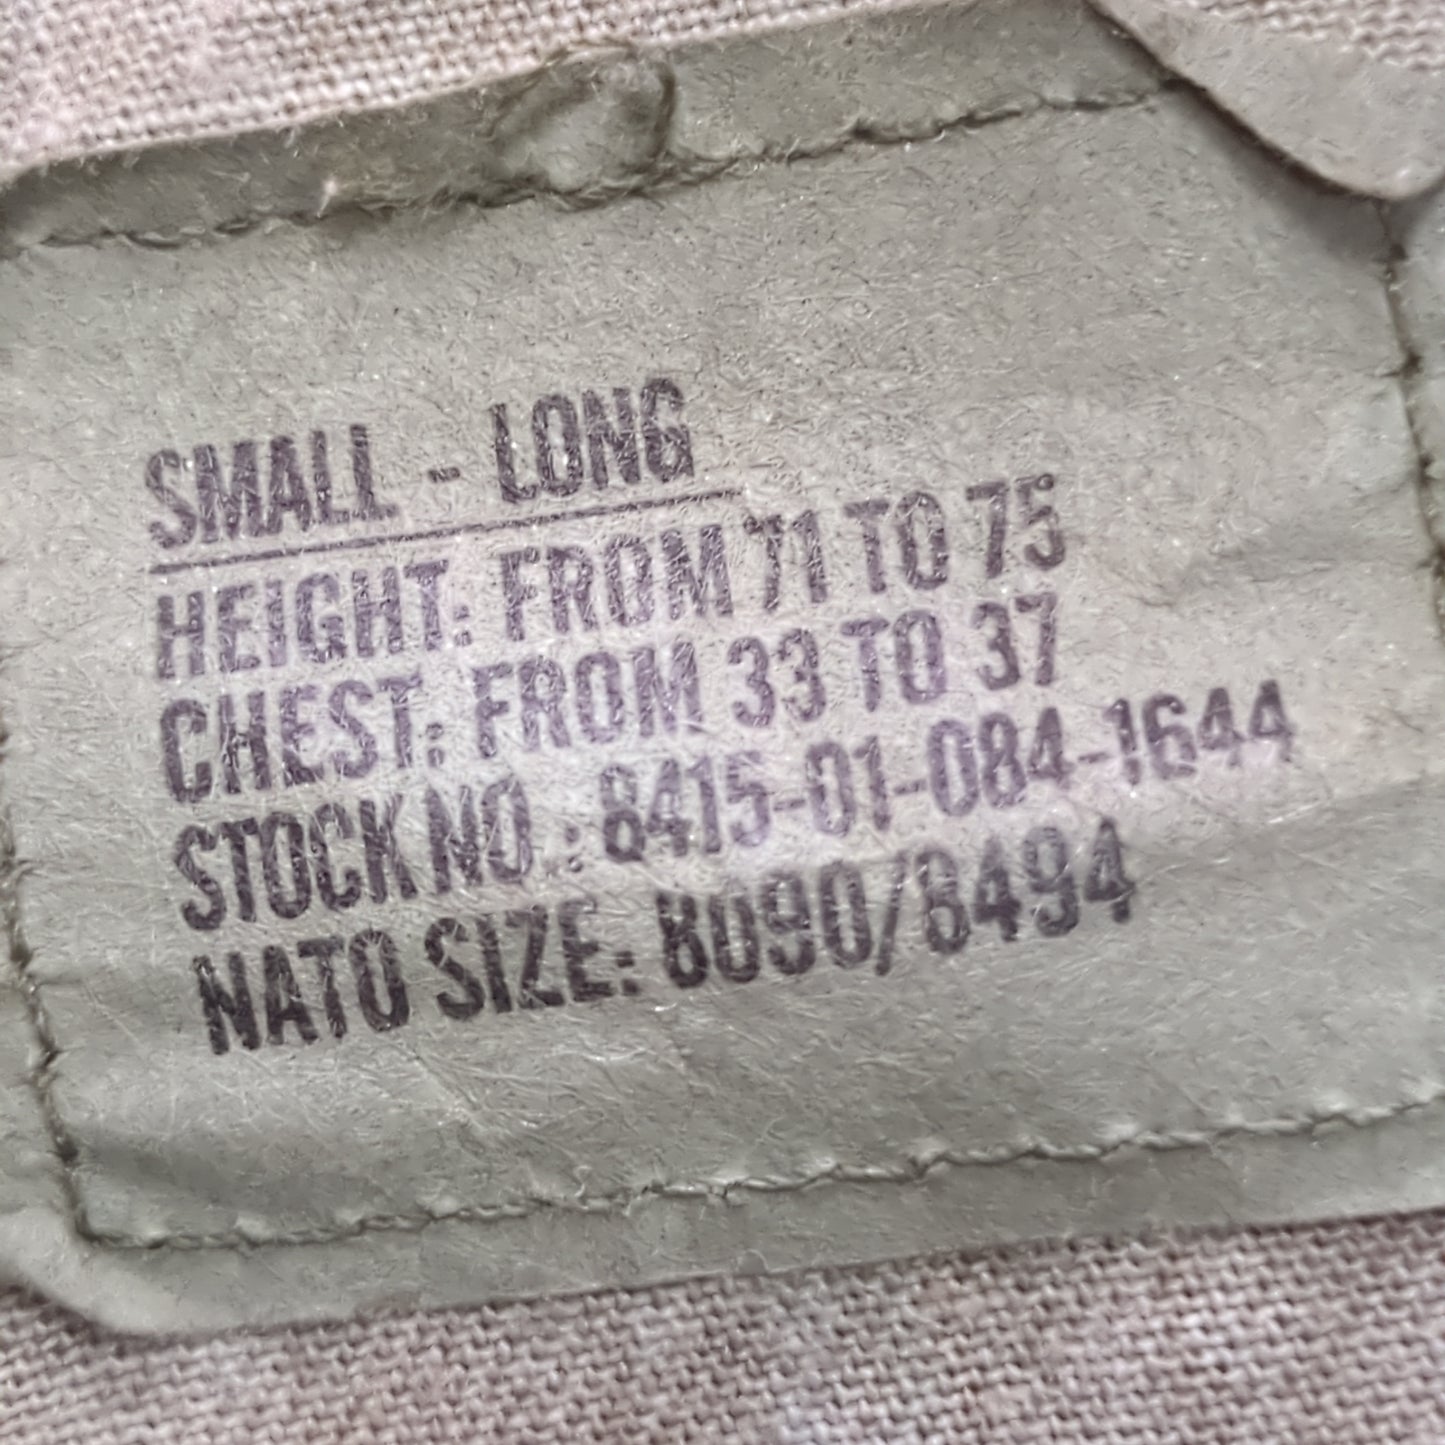 SMALL - LONG
HEIGHT: FROM 71 TO 75
CHEST: FROM 33 TO 37
STOCK NO.: 8415-01-084-1644
NATO SIZE: 8090/8494